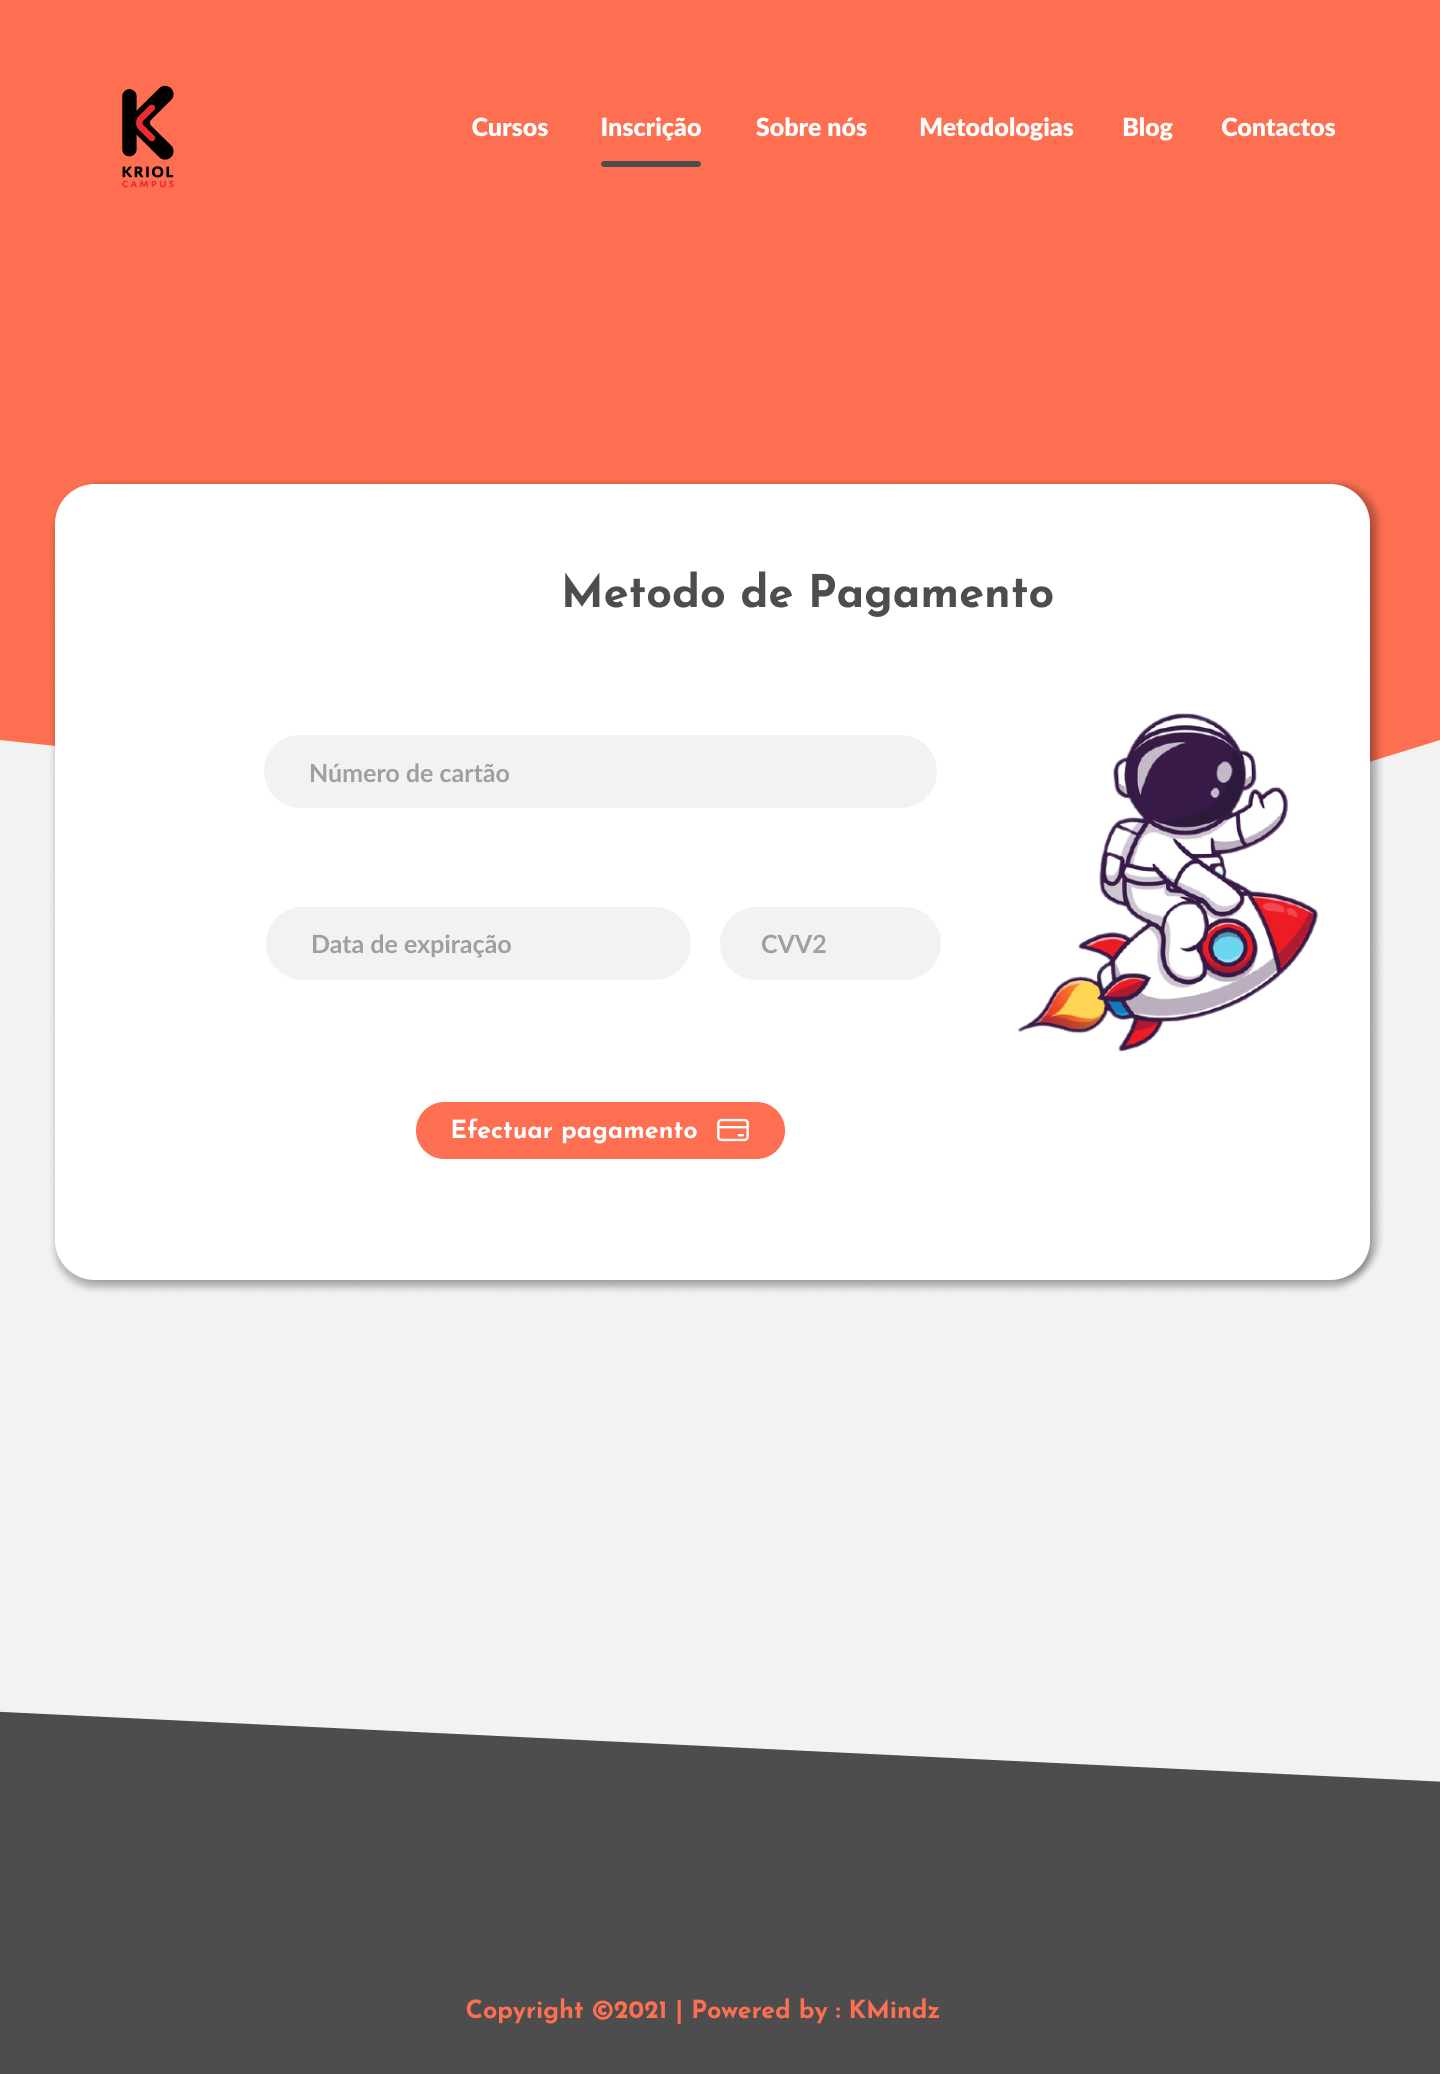 KRIOL
CAMPUS
Cursos Inscrição Sobre nós Metodologias Blog Contactos
Metodo de Pagamento
Número de cartão
Data de expiração CVV2
Efectuar pagamento
Copyright ©2021 | Powered by : KMindz